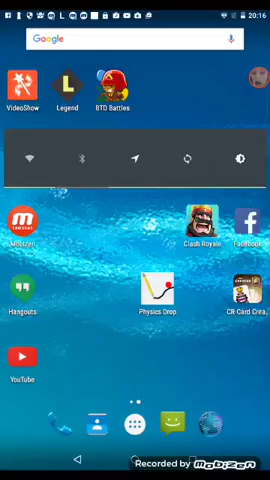 20:16
Google
VideoShow
Legend
BTD Battles
Mobizen
Clash Royale
Facebook
Hangouts
Physics Drop
CR Card Crea..
YouTube
Recorded by mobizen